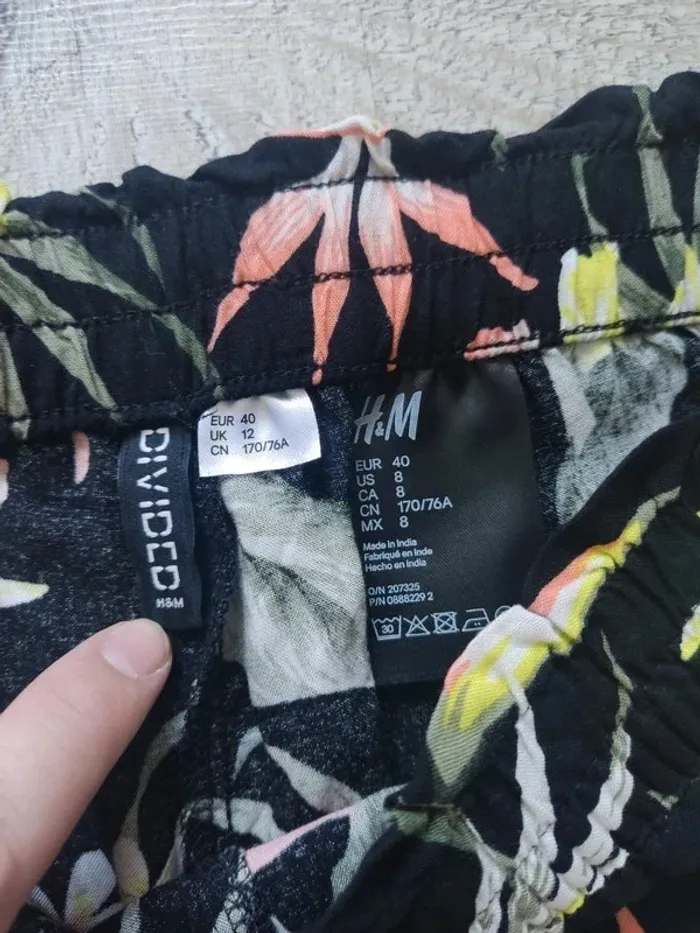 DIVIDED
H&M
EUR 40
UK 12
CN 170/76A
H&M
EUR 40
US 8
CA 8
CN 170/76A
MX 8
Made in India
Fabriqué en Inde
Hecho en India
O/N 207325
P/N 0888229 2
30